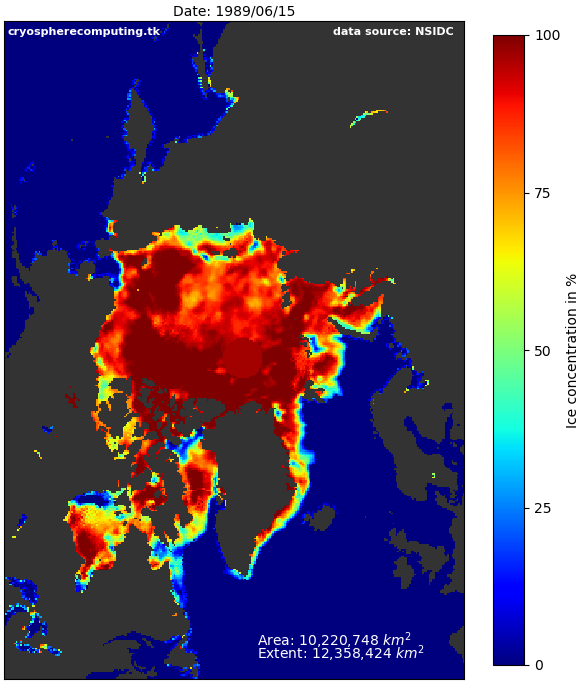 Date: 1989/06/15
cryospherecomputing.tk
data source: NSIDC
100
75
50
25
0
Ice concentration in %
Area: 10,220,748 km²
Extent: 12,358,424 km²